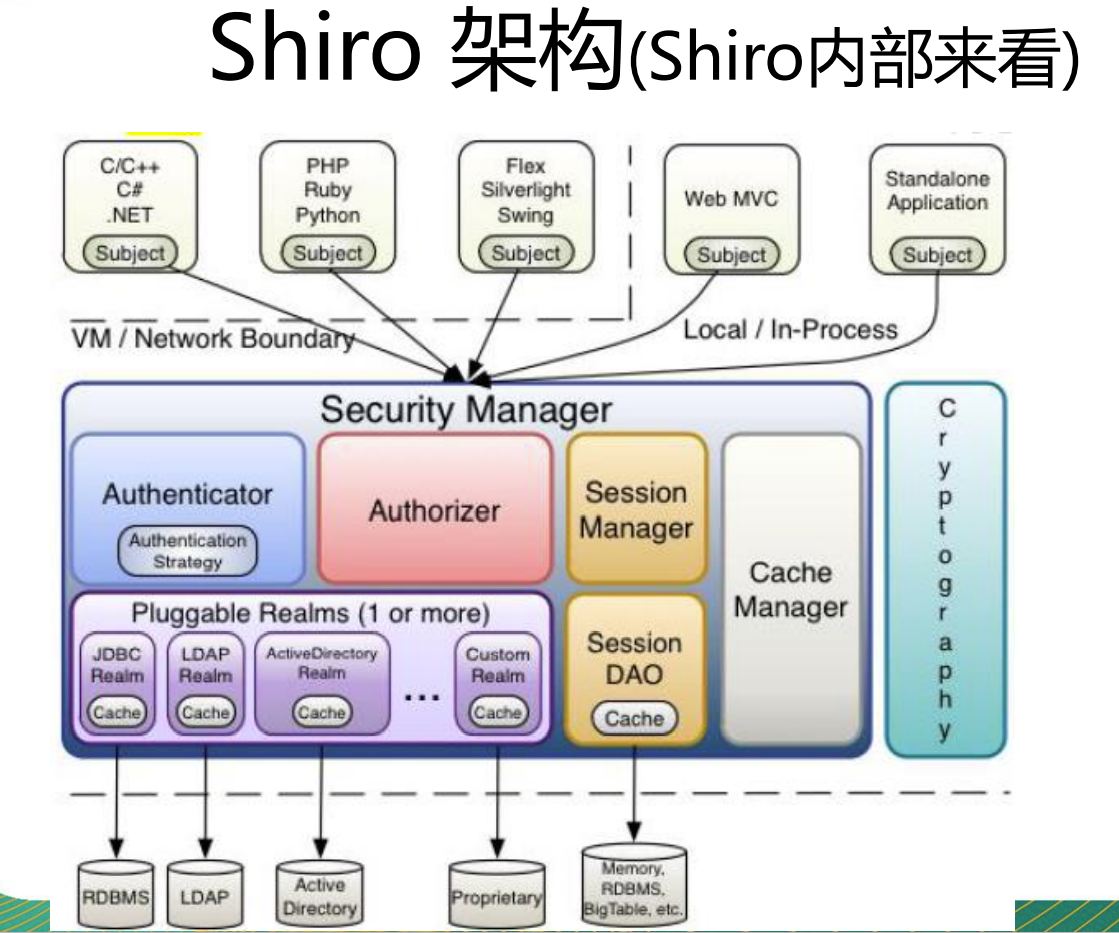 Shiro 架构(Shiro内部来看)
C/C++
C#
.NET
Subject
PHP
Ruby
Python
Subject
Flex
Silverlight
Swing
Subject
Web MVC
Subject
Standalone
Application
Subject
VM / Network Boundary
Local / In-Process
Security Manager
Authenticator
Authentication
Strategy
Authorizer
Session
Manager
Cache
Manager
Cryptography
Pluggable Realms (1 or more)
JDBC
Realm
Cache
LDAP
Realm
Cache
ActiveDirectory
Realm
Cache
...
Custom
Realm
Cache
Session
DAO
Cache
RDBMS
LDAP
Active
Directory
Proprietary
Memory,
RDBMS,
BigTable, etc.